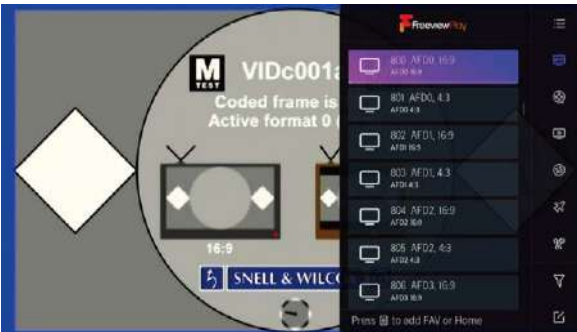 FreeviewPlay
M
TEST
VIDc001a
Coded frame is
Active format 0 (
16:9
5 SNELL & WILC
800 AFD0, 16:9
AFD0 16:9
801 AFD0, 4:3
AFD0 4:3
802 AFD1, 16:9
AFD1 16:9
803 AFD1, 4:3
AFD1 4:3
804 AFD2, 16:9
AFD2 16:9
805 AFD2, 4:3
AFD2 4:3
806 AFD3, 16:9
AFD3 16:9
Press to add FAV or Home